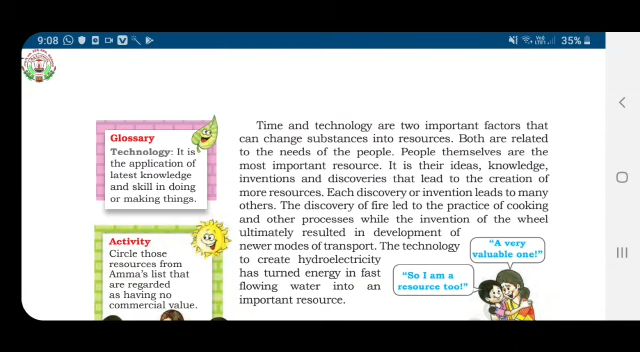 9:08
35%
Glossary
Technology: It is
the application of
latest knowledge
and skill in doing
or making things.
Activity
Circle those
resources from
Amma's list that
are regarded
as having no
commercial value.
Time and technology are two important factors that
can change substances into resources. Both are related
to the needs of the people. People themselves are the
most important resource. It is their ideas, knowledge,
inventions and discoveries that lead to the creation of
more resources. Each discovery or invention leads to many
others. The discovery of fire led to the practice of cooking
and other processes while the invention of the wheel
ultimately resulted in development of
newer modes of transport. The technology
to create hydroelectricity
has turned energy in fast
flowing water into an
important resource.
"A very
valuable one!"
"So I am a
resource too!"